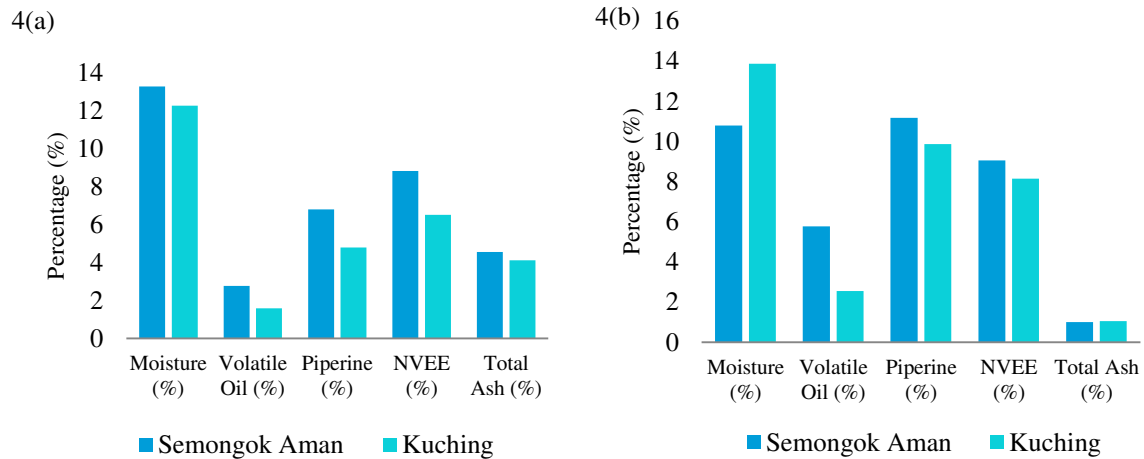 4(a)
Percentage (%)
14
12
10
8
6
4
2
0
Moisture (%)
Volatile Oil (%)
Piperine (%)
NVEE (%)
Total Ash (%)
Semongok Aman
Kuching
4(b)
Percentage (%)
16
14
12
10
8
6
4
2
0
Moisture (%)
Volatile Oil (%)
Piperine (%)
NVEE (%)
Total Ash (%)
Semongok Aman
Kuching